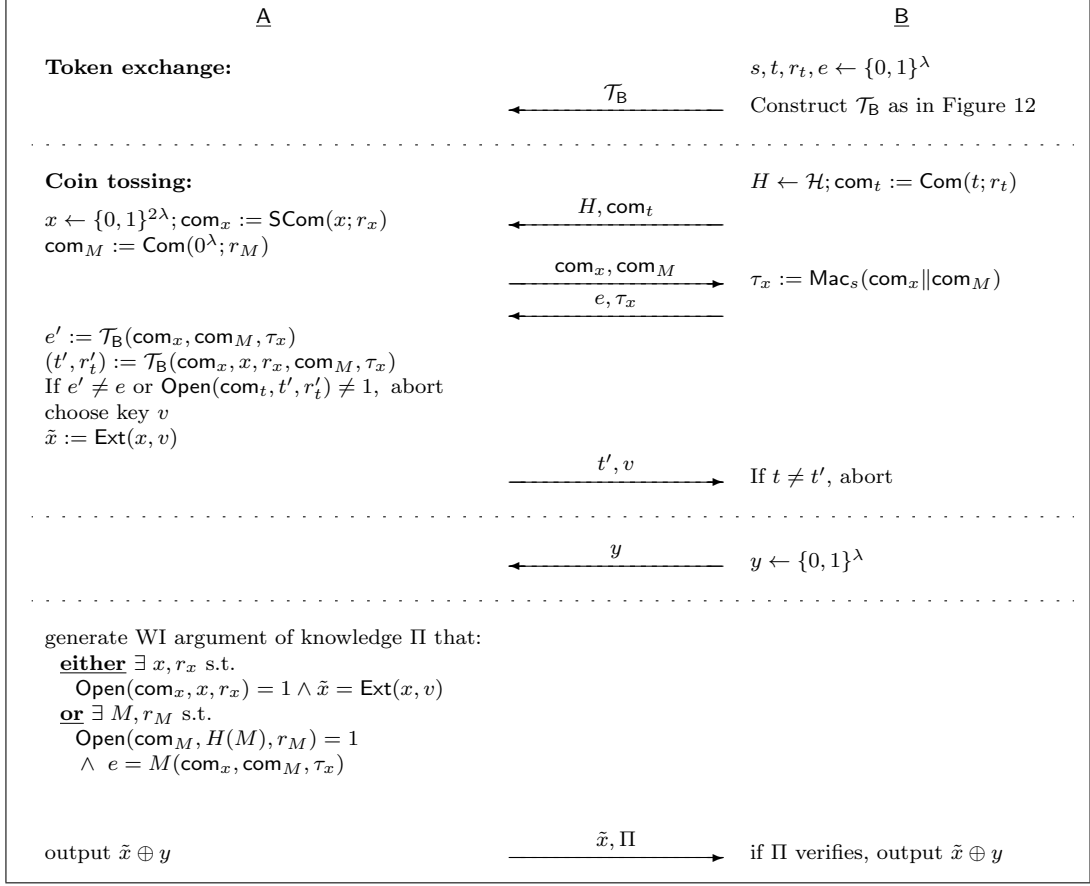 A B
Token exchange: s, t, r_t, e ← {0, 1}^λ
𝒯_B Construct 𝒯_B as in Figure 12
Coin tossing: H ← ℋ; com_t := Com(t; r_t)
x ← {0, 1}^{2λ}; com_x := SCom(x; r_x) H, com_t
com_M := Com(0^λ; r_M)
com_x, com_M τ_x := Mac_s(com_x∥com_M)
e, τ_x
e′ := 𝒯_B(com_x, com_M, τ_x)
(t′, r′_t) := 𝒯_B(com_x, x, r_x, com_M, τ_x)
If e′ ≠ e or Open(com_t, t′, r′_t) ≠ 1, abort
choose key v
x̃ := Ext(x, v)
t′, v If t ≠ t′, abort
y y ← {0, 1}^λ
generate WI argument of knowledge Π that:
either ∃ x, r_x s.t.
Open(com_x, x, r_x) = 1 ∧ x̃ = Ext(x, v)
or ∃ M, r_M s.t.
Open(com_M, H(M), r_M) = 1
∧ e = M(com_x, com_M, τ_x)
output x̃ ⊕ y x̃, Π if Π verifies, output x̃ ⊕ y